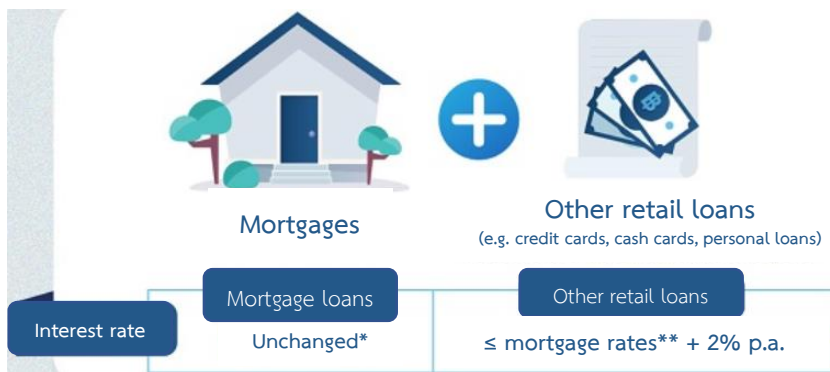 Mortgages
Other retail loans
(e.g. credit cards, cash cards, personal loans)
Mortgage loans
Other retail loans
Interest rate
Unchanged*
≤ mortgage rates** + 2% p.a.